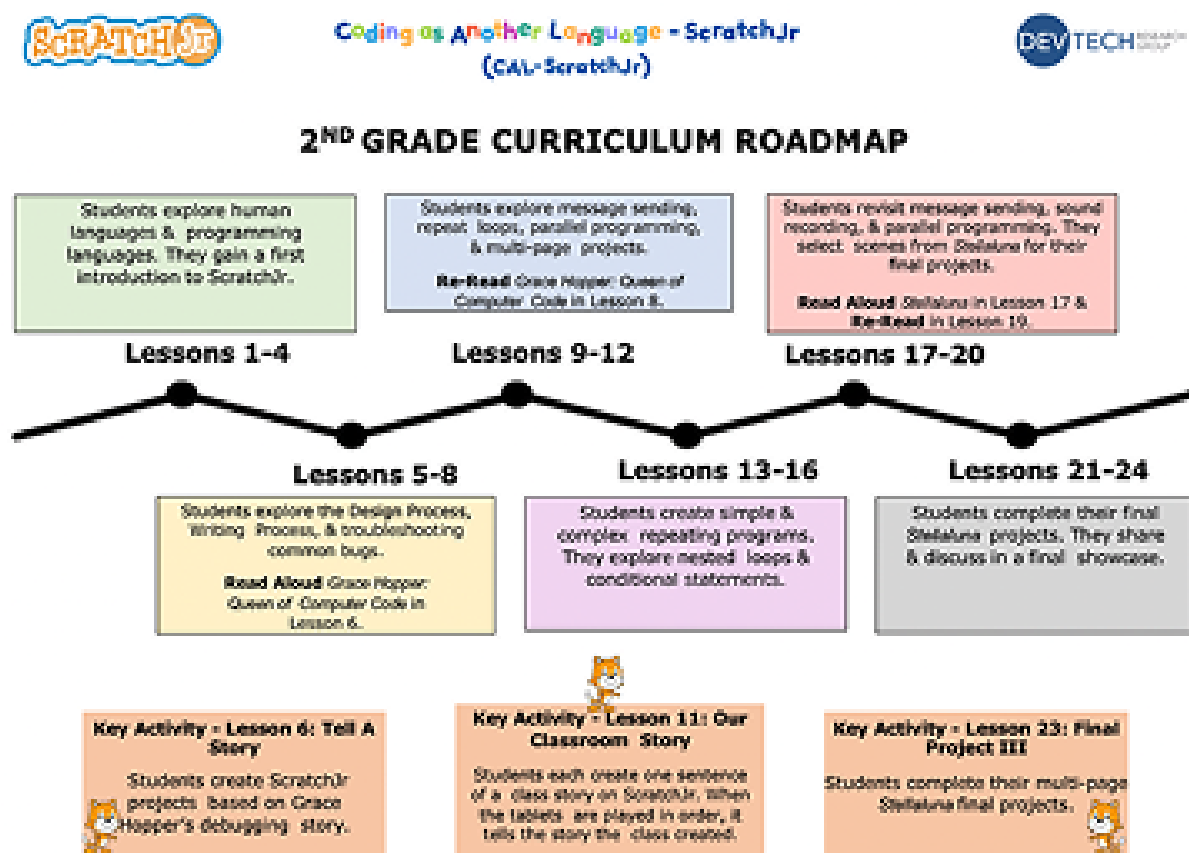 SCRATCH Jr
Coding as Another Language - ScratchJr
(CAL-ScratchJr)
DEVTECH RESEARCH
GROUP
2ND GRADE CURRICULUM ROADMAP
Students explore human
languages & programming
languages. They gain a first
introduction to ScratchJr.
Lessons 1-4
Students explore the Design Process,
Writing Process, & troubleshooting
common bugs.
Read Aloud Grace Hopper:
Queen of Computer Code in
Lesson 6.
Lessons 5-8
Students explore message sending,
repeat loops, parallel programming,
& multi-page projects.
Re-Read Grace Hopper: Queen of
Computer Code in Lesson 8.
Lessons 9-12
Lessons 13-16
Students create simple &
complex repeating programs.
They explore nested loops &
conditional statements.
Students revisit message sending, sound
recording, & parallel programming. They
select scenes from Stellaluna for their
final projects.
Read Aloud Stellaluna in Lesson 17 &
Re-Read in Lesson 19.
Lessons 17-20
Lessons 21-24
Students complete their final
Stellaluna projects. They share
& discuss in a final showcase.
Key Activity - Lesson 6: Tell A
Story
Students create ScratchJr
projects based on Grace
Hopper's debugging story.
Key Activity - Lesson 11: Our
Classroom Story
Students each create one sentence
of a class story on ScratchJr. When
the tablets are played in order, it
tells the story the class created.
Key Activity - Lesson 23: Final
Project III
Students complete their multi-page
Stellaluna final projects.